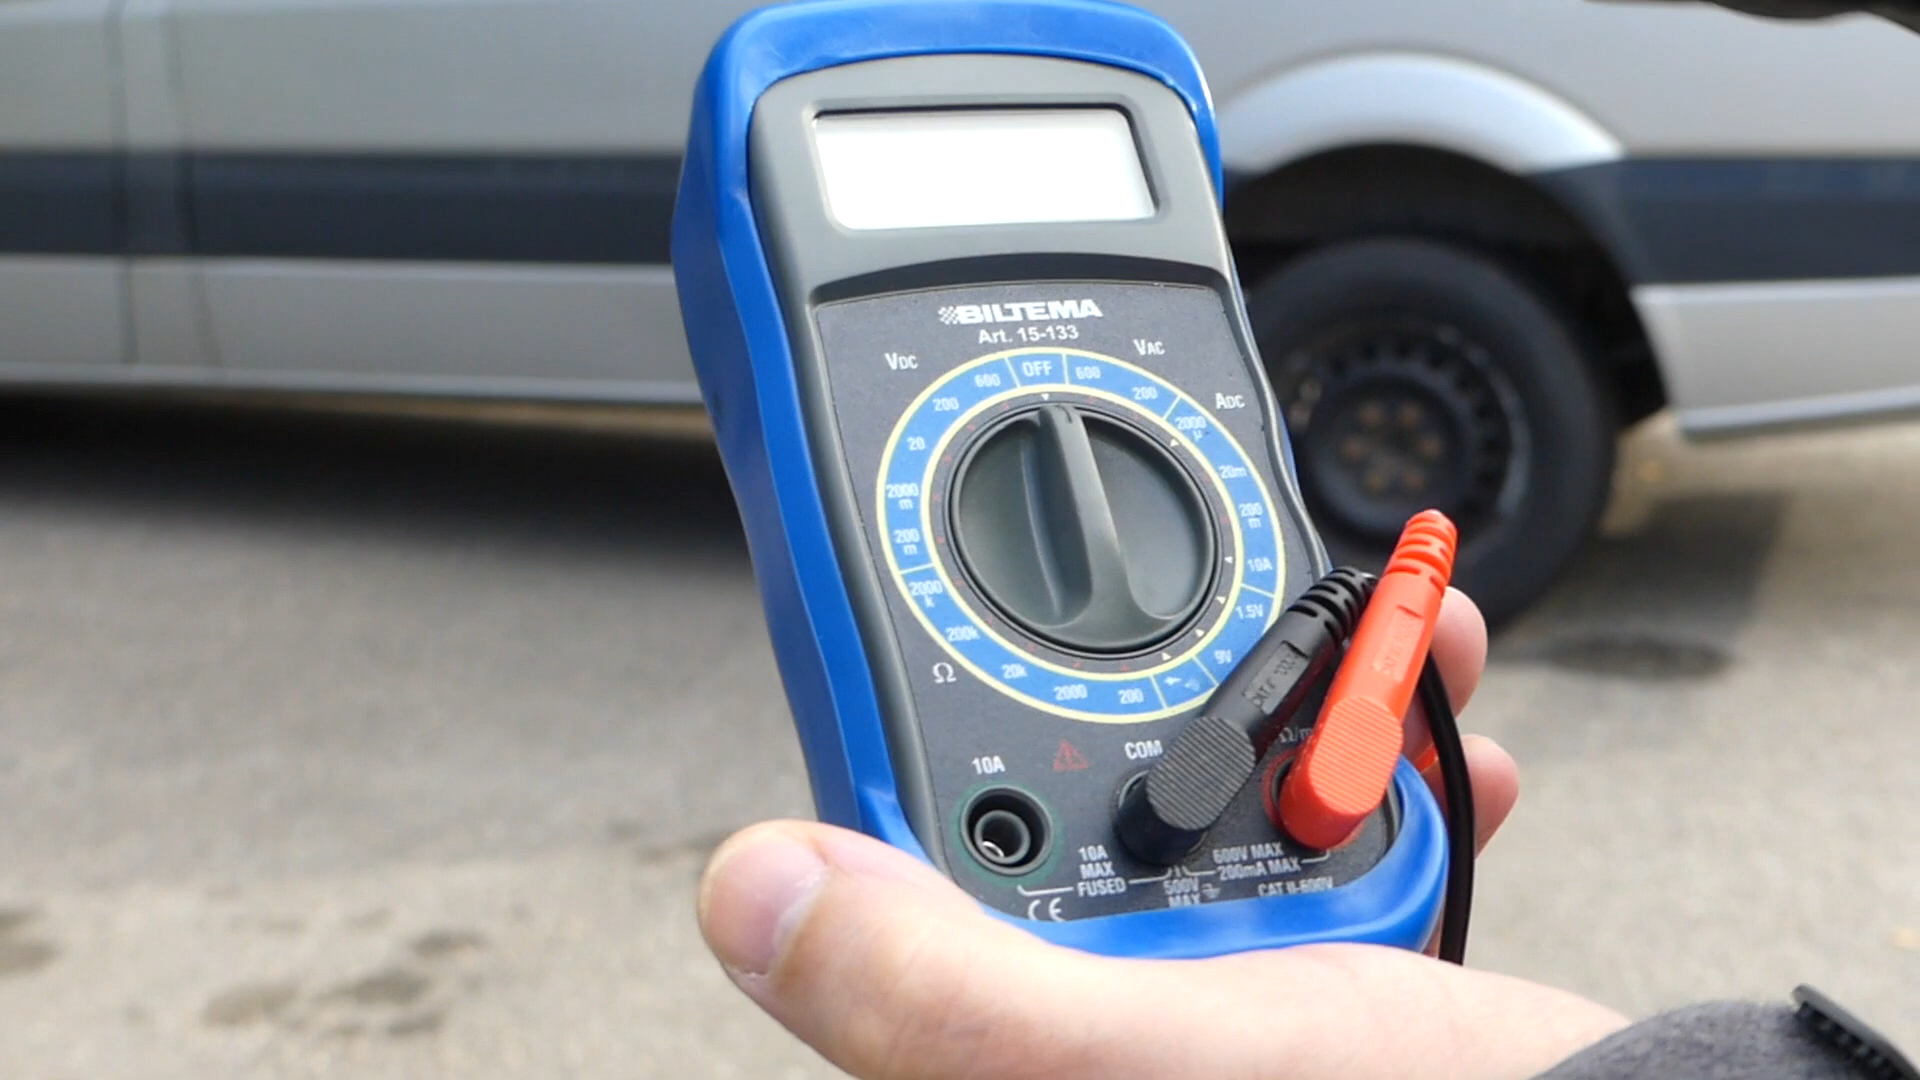 BILTEMA
Art. 15-133
VDC
VAC
ADC
OFF
600
200
20
2000
m
200
m
600
200
2000
µ
20m
200
m
10A
1.5V
9V
2000
k
200k
20k
2000
200
Ω
10A
COM
Ω/m
10A
MAX
FUSED
500V
MAX
600V MAX
200mA MAX
CAT II-600V
CE